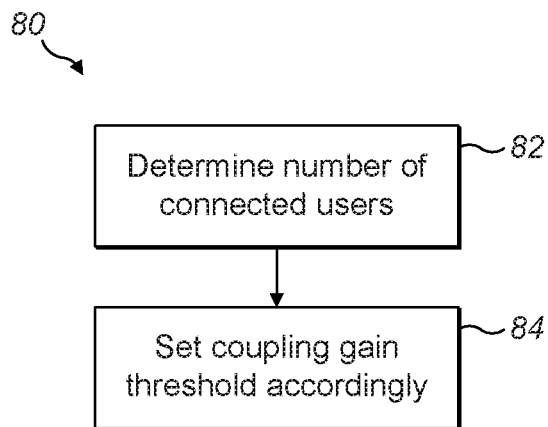 80
Determine number of
connected users
82
Set coupling gain
threshold accordingly
84